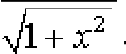 √(1 + x²) .